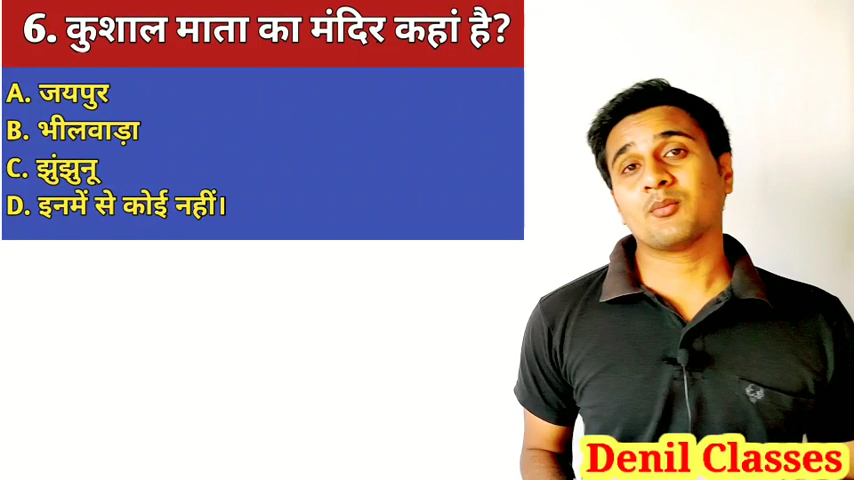 6. कुशाल माता का मंदिर कहां है?
A. जयपुर
B. भीलवाड़ा
C. झुंझुनू
D. इनमें से कोई नहीं।
Denil Classes